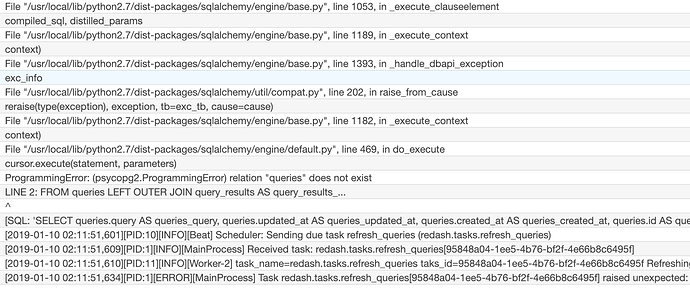 File "/usr/local/lib/python2.7/dist-packages/sqlalchemy/engine/base.py", line 1053, in _execute_clauseelement
compiled_sql, distilled_params
File "/usr/local/lib/python2.7/dist-packages/sqlalchemy/engine/base.py", line 1189, in _execute_context
context)
File "/usr/local/lib/python2.7/dist-packages/sqlalchemy/engine/base.py", line 1393, in _handle_dbapi_exception
exc_info
File "/usr/local/lib/python2.7/dist-packages/sqlalchemy/util/compat.py", line 202, in raise_from_cause
reraise(type(exception), exception, tb=exc_tb, cause=cause)
File "/usr/local/lib/python2.7/dist-packages/sqlalchemy/engine/base.py", line 1182, in _execute_context
context)
File "/usr/local/lib/python2.7/dist-packages/sqlalchemy/engine/default.py", line 469, in do_execute
cursor.execute(statement, parameters)
ProgrammingError: (psycopg2.ProgrammingError) relation "queries" does not exist
LINE 2: FROM queries LEFT OUTER JOIN query_results AS query_results_...
^
[SQL: 'SELECT queries.query AS queries_query, queries.updated_at AS queries_updated_at, queries.created_at AS queries_created_at, queries.id AS que
[2019-01-10 02:11:51,601][PID:10][INFO][Beat] Scheduler: Sending due task refresh_queries (redash.tasks.refresh_queries)
[2019-01-10 02:11:51,609][PID:1][INFO][MainProcess] Received task: redash.tasks.refresh_queries[95848a04-1ee5-4b76-bf2f-4e66b8c6495f]
[2019-01-10 02:11:51,610][PID:11][INFO][Worker-2] task_name=redash.tasks.refresh_queries taks_id=95848a04-1ee5-4b76-bf2f-4e66b8c6495f Refreshing
[2019-01-10 02:11:51,634][PID:1][ERROR][MainProcess] Task redash.tasks.refresh_queries[95848a04-1ee5-4b76-bf2f-4e66b8c6495f] raised unexpected: